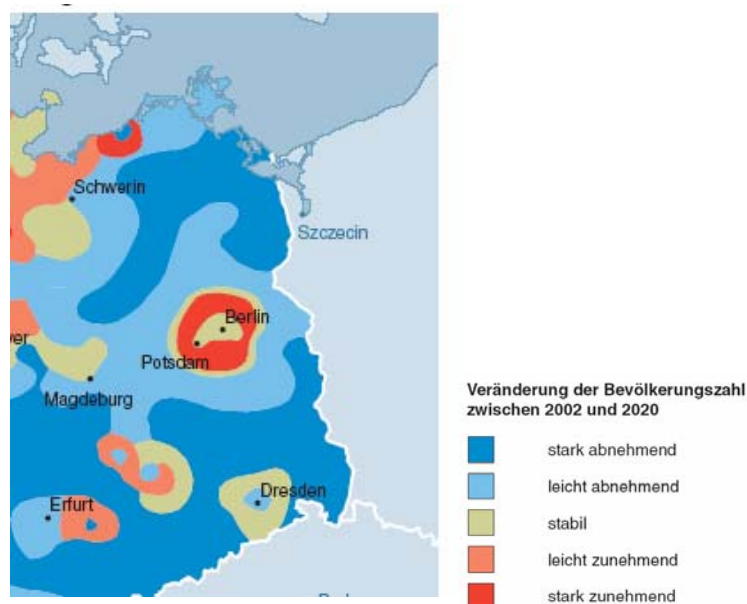 Schwerin
Szczecin
Berlin
Potsdam
Magdeburg
Erfurt
Dresden
Veränderung der Bevölkerungszahl
zwischen 2002 und 2020
stark abnehmend
leicht abnehmend
stabil
leicht zunehmend
stark zunehmend